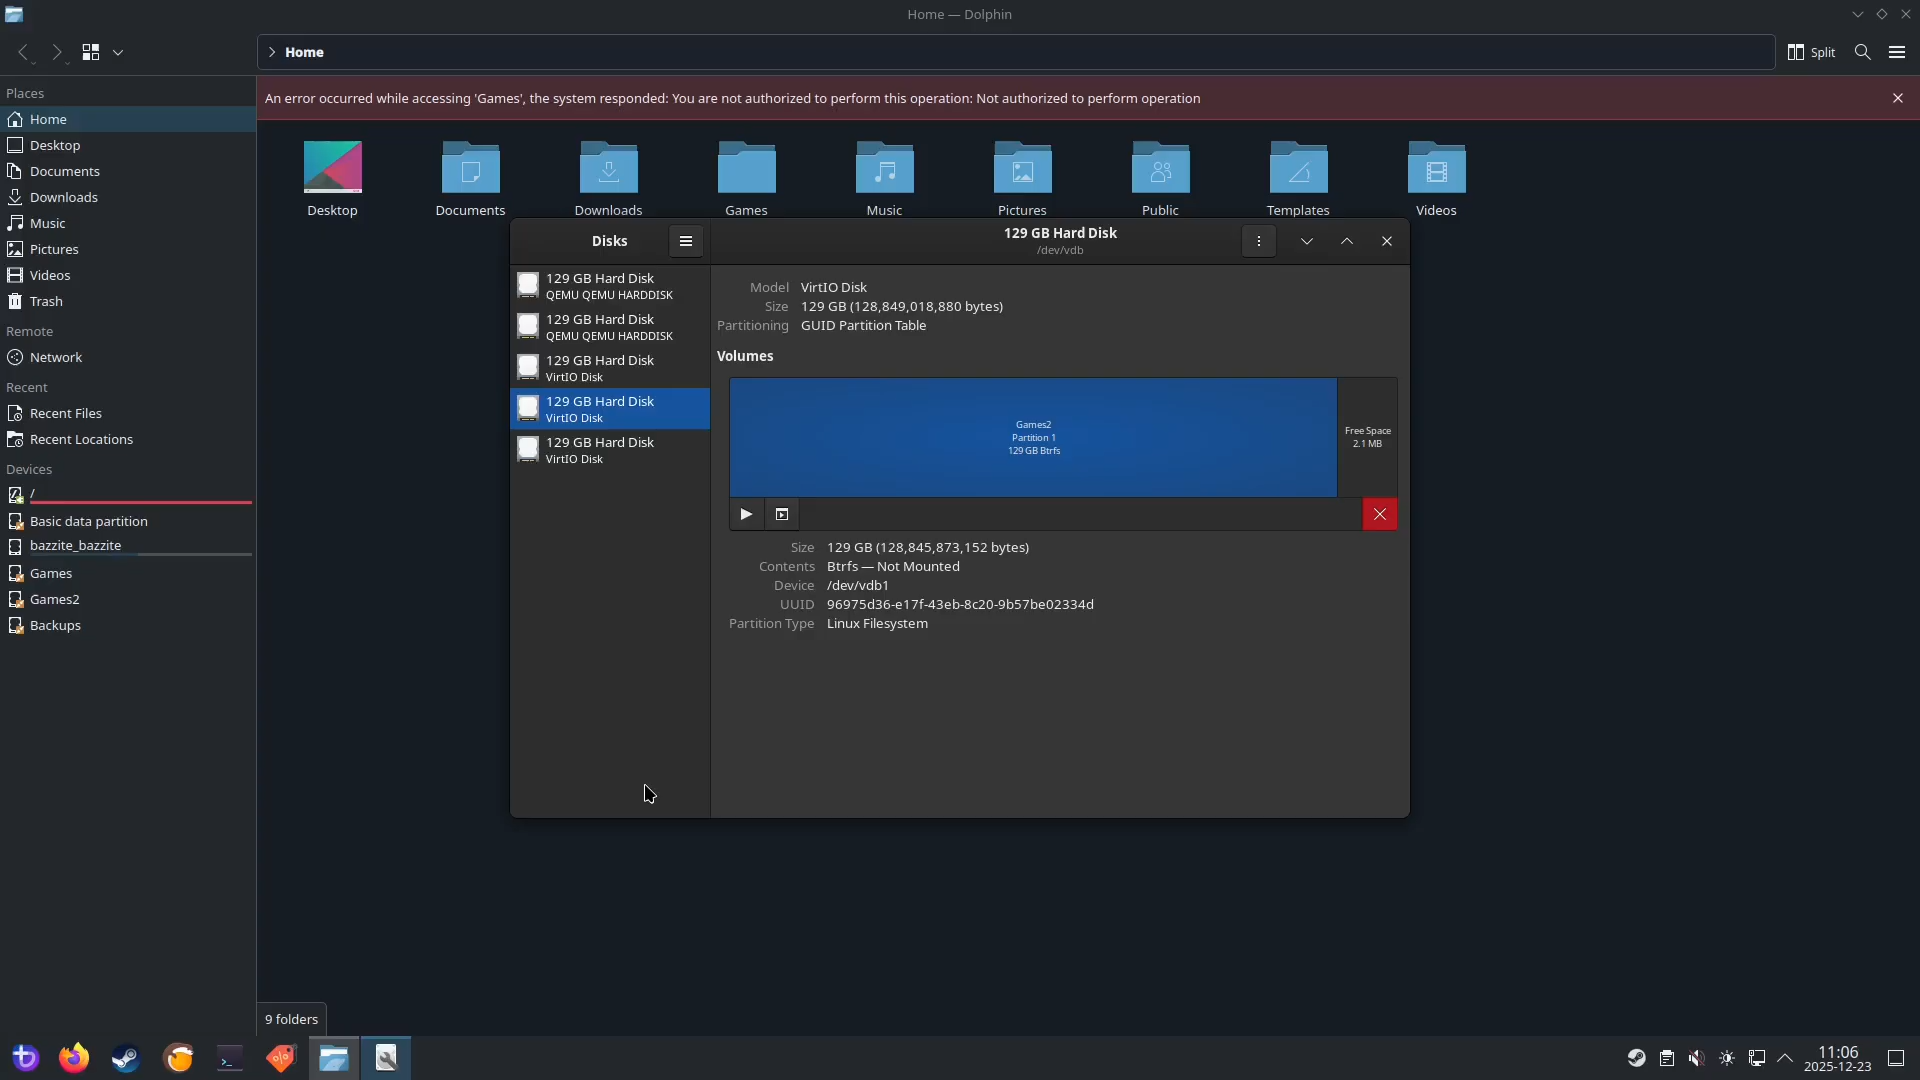 Home — Dolphin
Home
Split
Places
An error occurred while accessing 'Games', the system responded: You are not authorized to perform this operation: Not authorized to perform operation
Home
Desktop
Documents
Downloads
Music
Pictures
Videos
Trash
Remote
Network
Recent
Recent Files
Recent Locations
Devices
/
Basic data partition
bazzite_bazzite
Games
Games2
Backups
Desktop
Documents
Downloads
Games
Music
Pictures
Public
Templates
Videos
Disks
129 GB Hard Disk
/dev/vdb
129 GB Hard Disk
QEMU QEMU HARDDISK
129 GB Hard Disk
QEMU QEMU HARDDISK
129 GB Hard Disk
VirtIO Disk
129 GB Hard Disk
VirtIO Disk
129 GB Hard Disk
VirtIO Disk
Model VirtIO Disk
Size 129 GB (128,849,018,880 bytes)
Partitioning GUID Partition Table
Volumes
Games2
Partition 1
129 GB Btrfs
Free Space
2.1 MB
Size 129 GB (128,845,873,152 bytes)
Contents Btrfs — Not Mounted
Device /dev/vdb1
UUID 96975d36-e17f-43eb-8c20-9b57be02334d
Partition Type Linux Filesystem
9 folders
11:06
2025-12-23